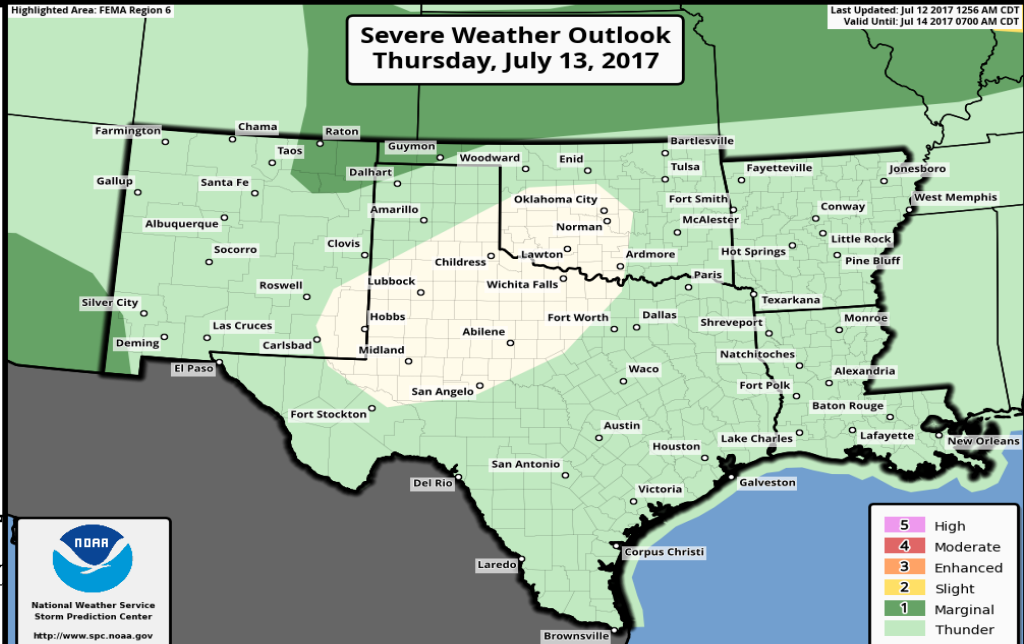 Highlighted Area: FEMA Region 6
Last Updated: Jul 12 2017 1256 AM CDT
Valid Until: Jul 14 2017 0700 AM CDT
Severe Weather Outlook
Thursday, July 13, 2017
Farmington
Chama
Raton
Taos
Guymon
Woodward
Enid
Bartlesville
Tulsa
Fayetteville
Jonesboro
Gallup
Santa Fe
Dalhart
Oklahoma City
Fort Smith
West Memphis
Albuquerque
Amarillo
Norman
McAlester
Conway
Socorro
Clovis
Childress
Lawton
Ardmore
Hot Springs
Little Rock
Pine Bluff
Roswell
Lubbock
Wichita Falls
Paris
Silver City
Hobbs
Texarkana
Las Cruces
Abilene
Fort Worth
Dallas
Shreveport
Monroe
Deming
Carlsbad
Midland
Natchitoches
El Paso
San Angelo
Waco
Fort Polk
Alexandria
Fort Stockton
Baton Rouge
Austin
Houston
Lake Charles
Lafayette
New Orleans
San Antonio
Del Rio
Victoria
Galveston
Laredo
Corpus Christi
Brownsville
NOAA
National Weather Service
Storm Prediction Center
http://www.spc.noaa.gov
5 High
4 Moderate
3 Enhanced
2 Slight
1 Marginal
Thunder